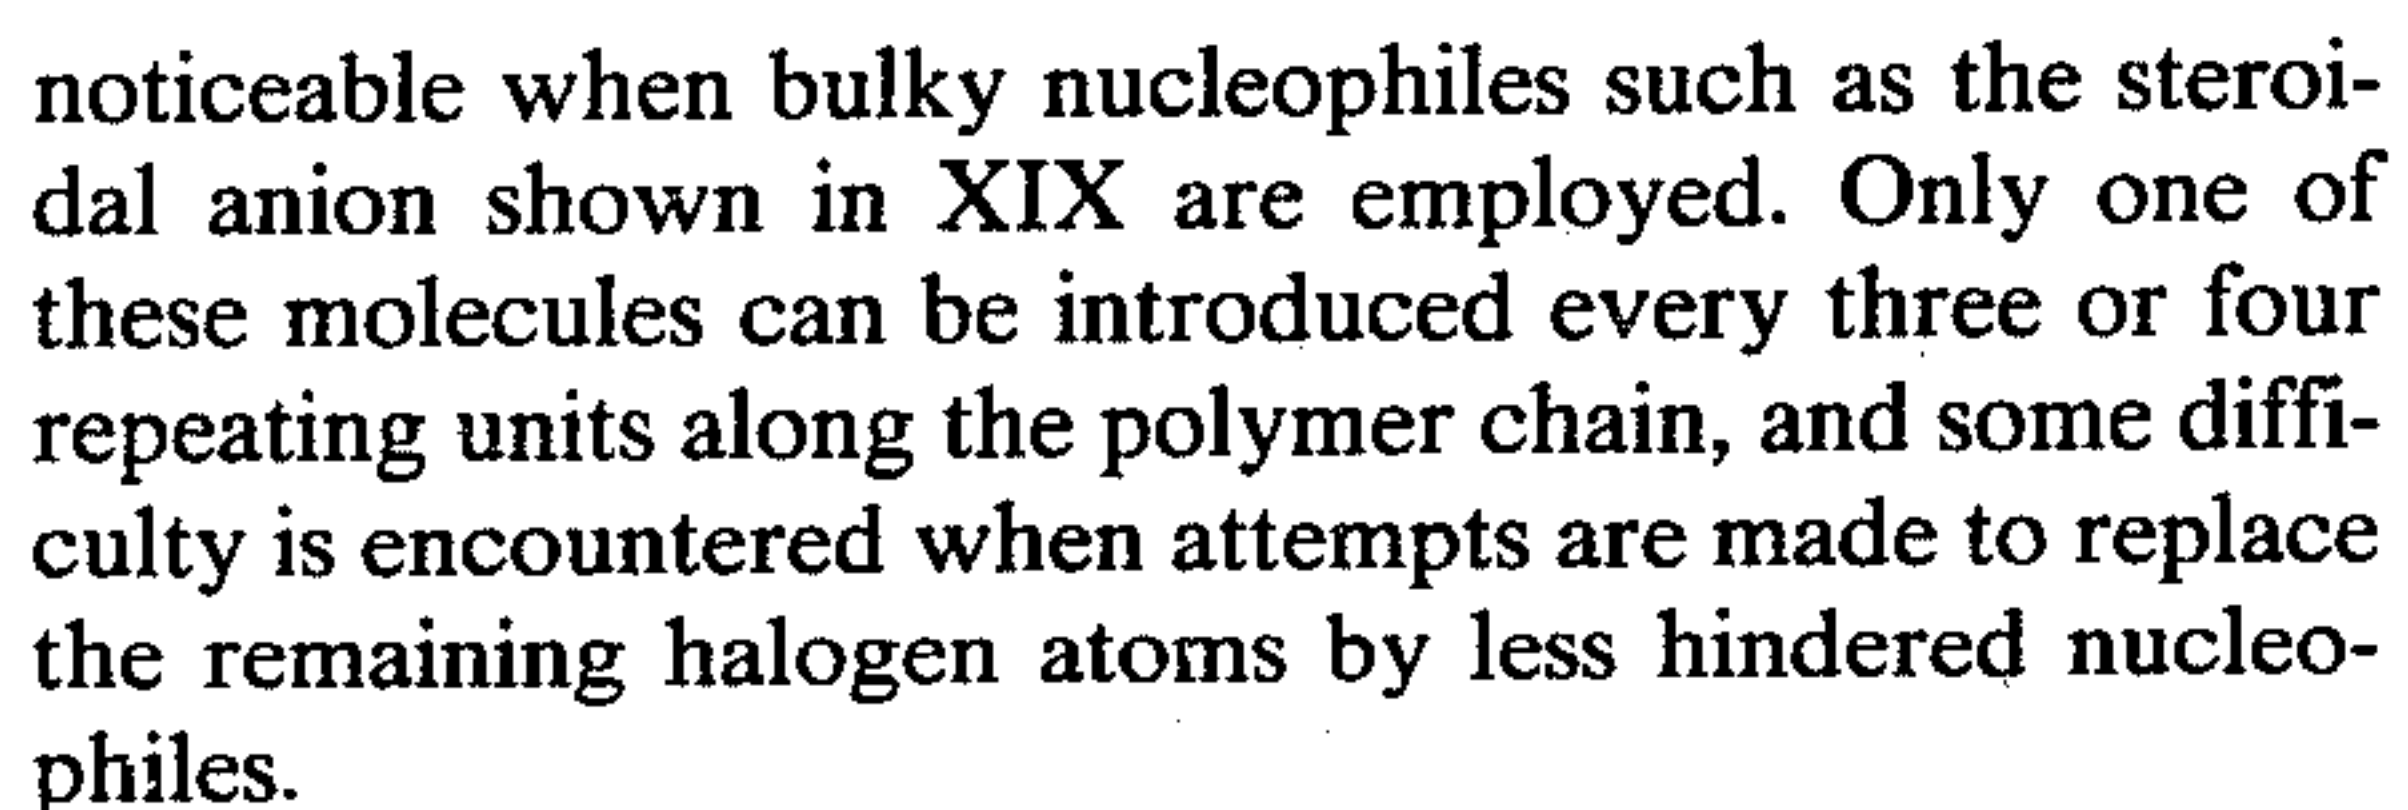 noticeable when bulky nucleophiles such as the steroi-
dal anion shown in XIX are employed. Only one of
these molecules can be introduced every three or four
repeating units along the polymer chain, and some diffi-
culty is encountered when attempts are made to replace
the remaining halogen atoms by less hindered nucleo-
philes.